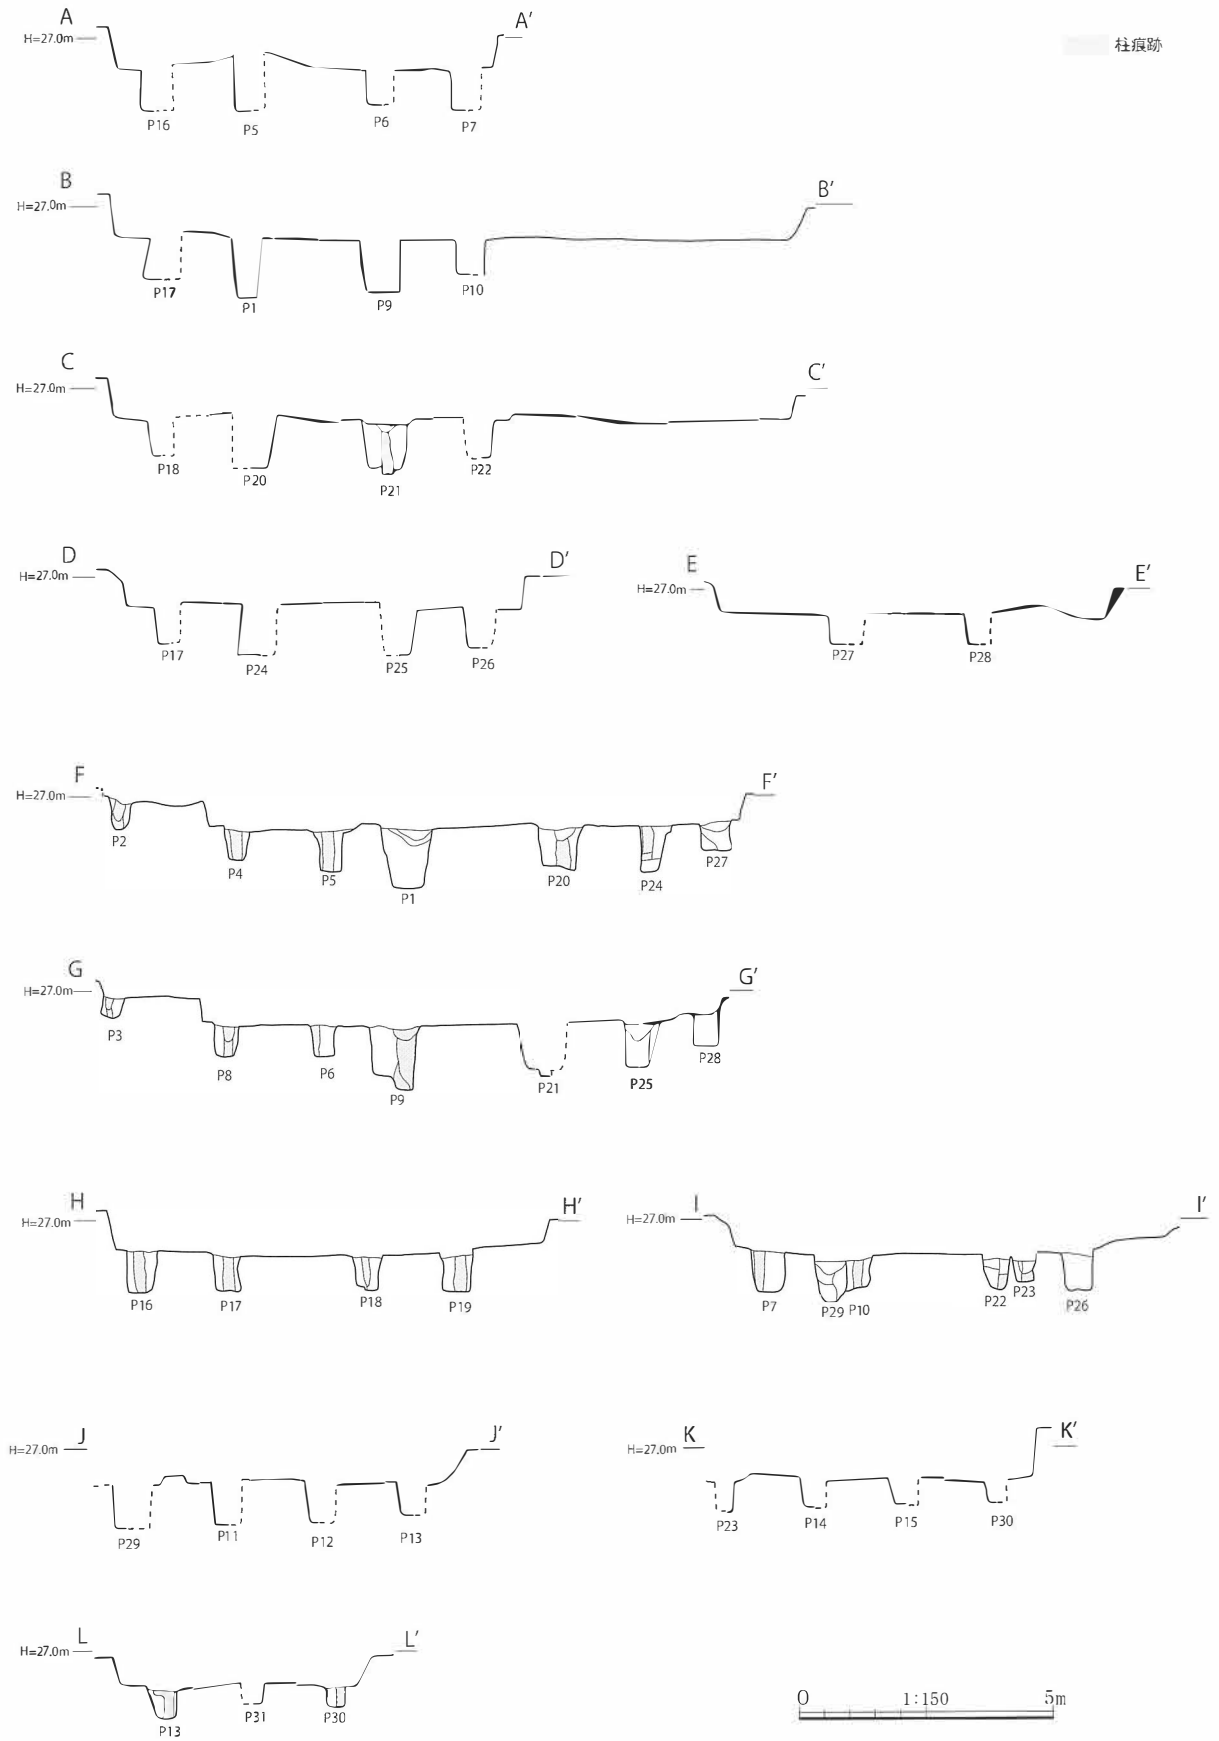 A
A′
H=27.0m
柱痕跡
P16
P5
P6
P7
B
B′
H=27.0m
P17
P1
P9
P10
C
C′
H=27.0m
P18
P20
P21
P22
D
D′
H=27.0m
P17
P24
P25
P26
E
E′
H=27.0m
P27
P28
F
F′
H=27.0m
P2
P4
P5
P1
P20
P24
P27
G
G′
H=27.0m
P3
P8
P6
P9
P21
P25
P28
H
H′
H=27.0m
P16
P17
P18
P19
I
I′
H=27.0m
P7
P29
P10
P22
P23
P26
J
J′
H=27.0m
P29
P11
P12
P13
K
K′
H=27.0m
P23
P14
P15
P30
L
L′
H=27.0m
P13
P31
P30
0 1:150 5m